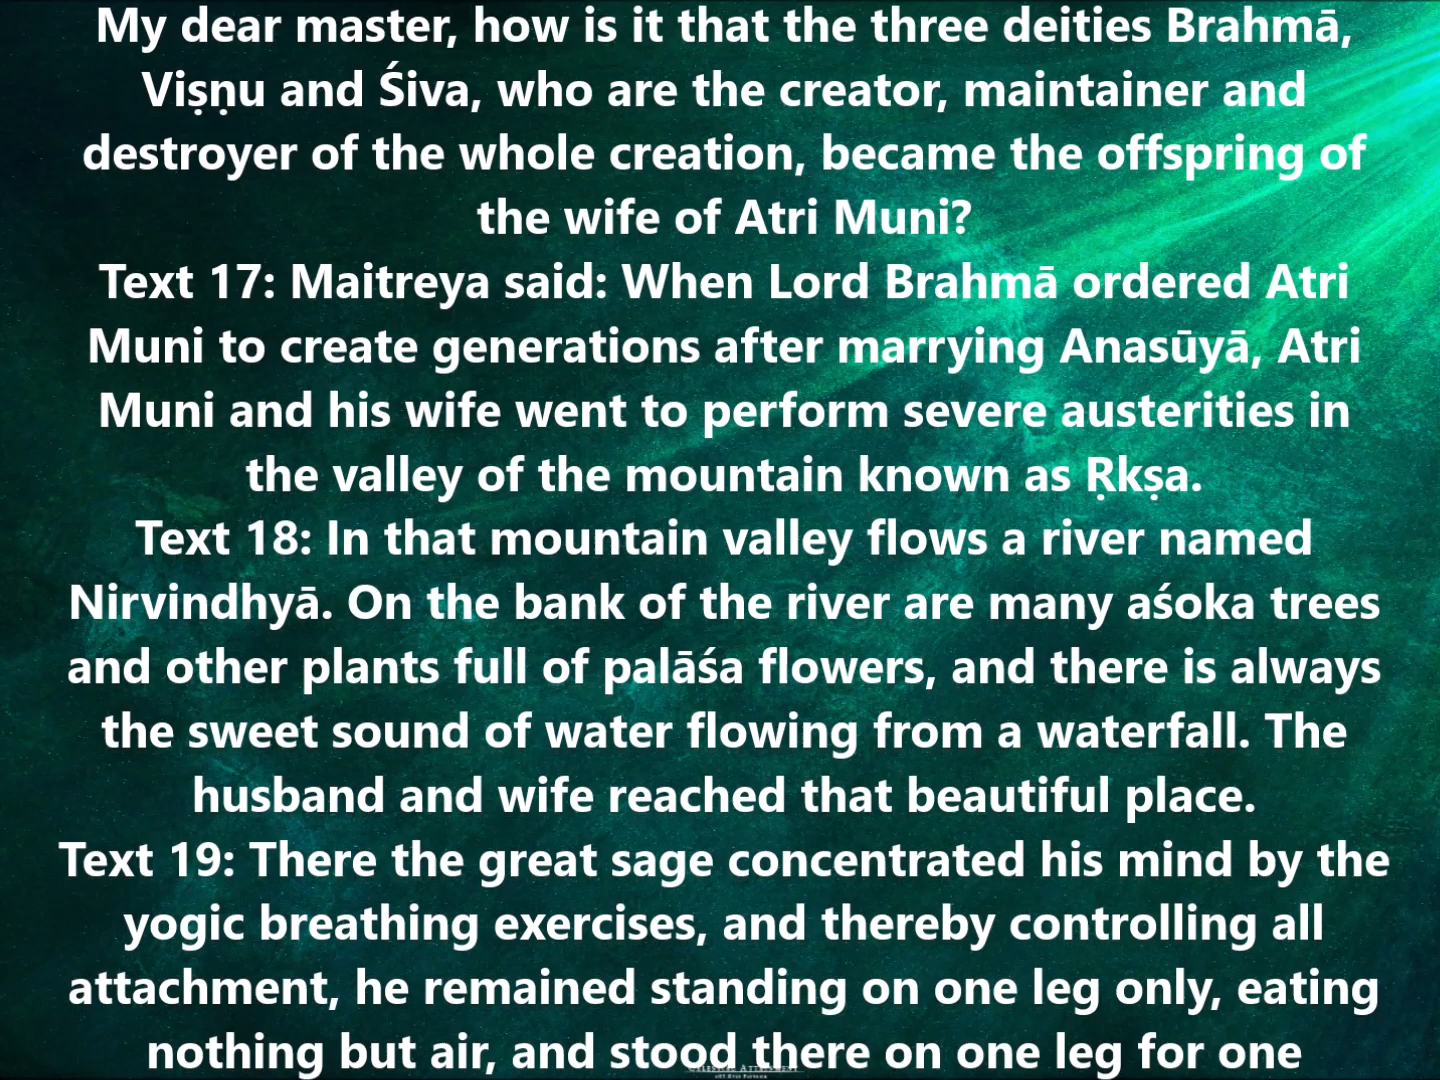 My dear master, how is it that the three deities Brahmā,
Viṣṇu and Śiva, who are the creator, maintainer and
destroyer of the whole creation, became the offspring of
the wife of Atri Muni?
Text 17: Maitreya said: When Lord Brahmā ordered Atri
Muni to create generations after marrying Anasūyā, Atri
Muni and his wife went to perform severe austerities in
the valley of the mountain known as Ṛkṣa.
Text 18: In that mountain valley flows a river named
Nirvindhyā. On the bank of the river are many aśoka trees
and other plants full of palāśa flowers, and there is always
the sweet sound of water flowing from a waterfall. The
husband and wife reached that beautiful place.
Text 19: There the great sage concentrated his mind by the
yogic breathing exercises, and thereby controlling all
attachment, he remained standing on one leg only, eating
nothing but air, and stood there on one leg for one